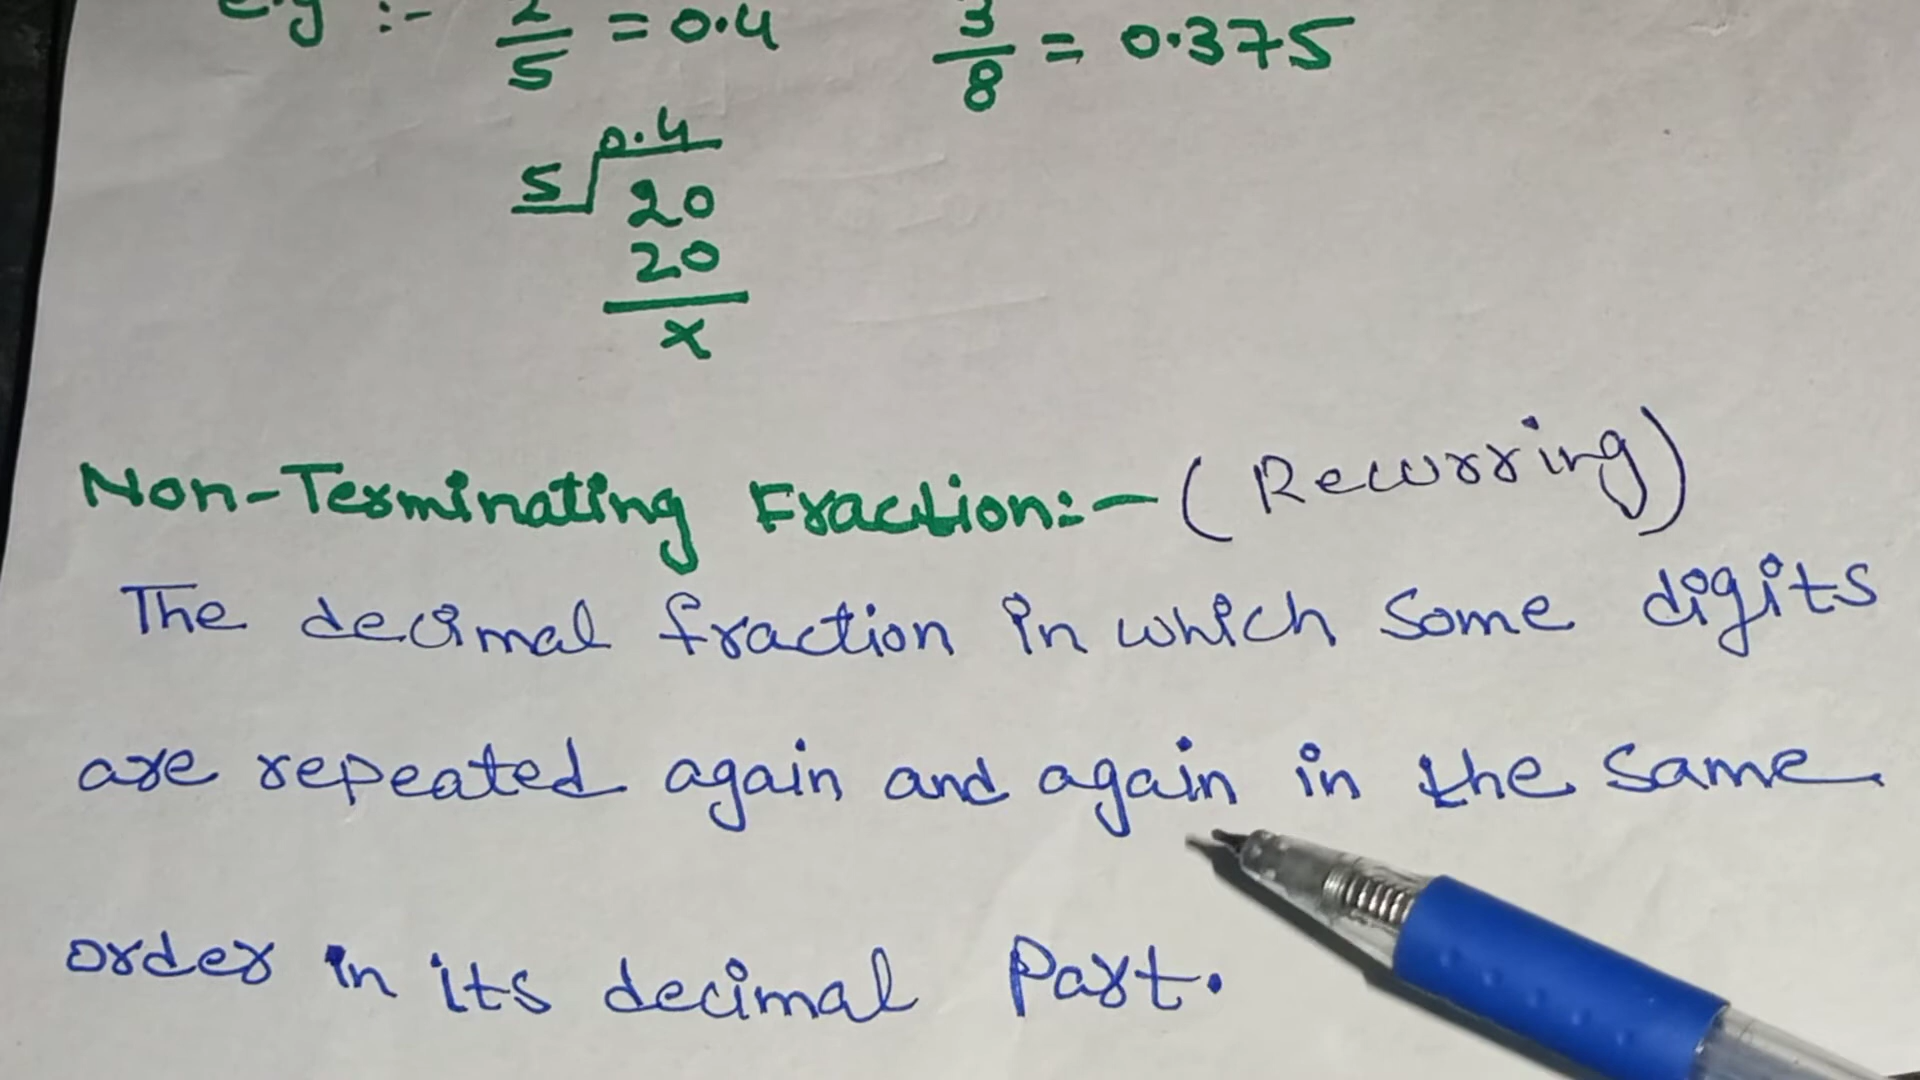 e.g :- 2/5 = 0.4 3/8 = 0.375
0.4
5 20
20
x
Non-Terminating Fraction:- (Recurring)
The decimal fraction in which some digits
are repeated again and again in the same
order in its decimal Part.